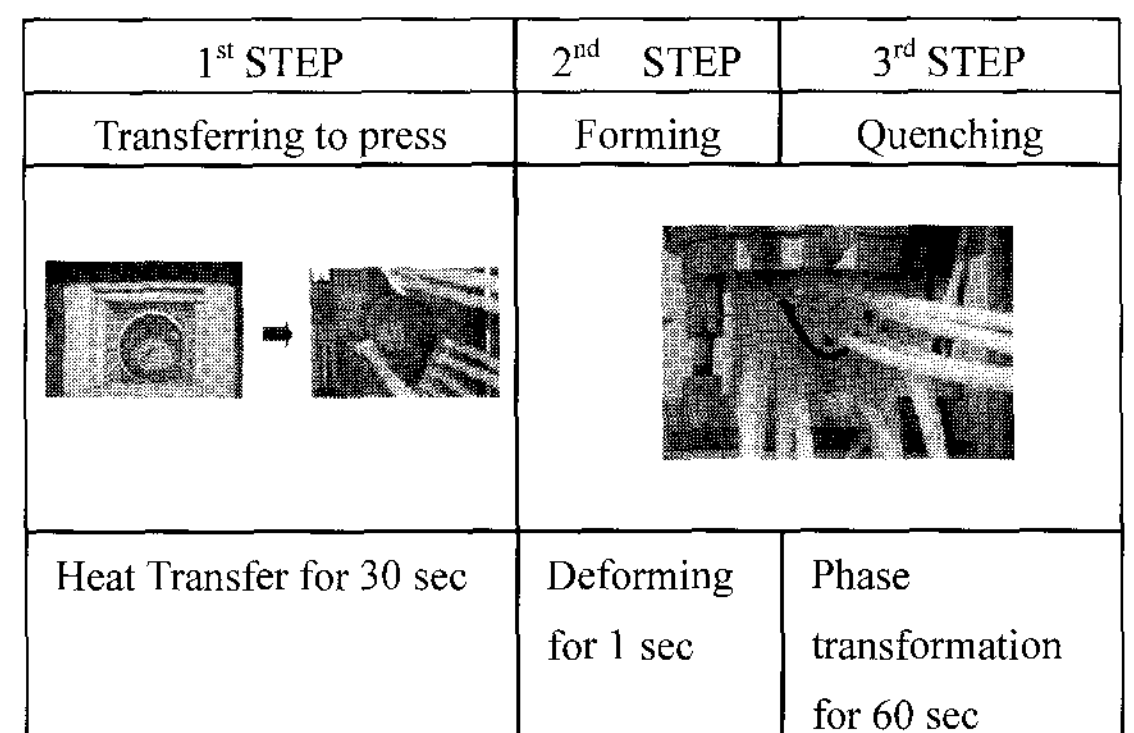 1st STEP
2nd STEP
3rd STEP
Transferring to press
Forming
Quenching
Heat Transfer for 30 sec
Deforming
for 1 sec
Phase
transformation
for 60 sec